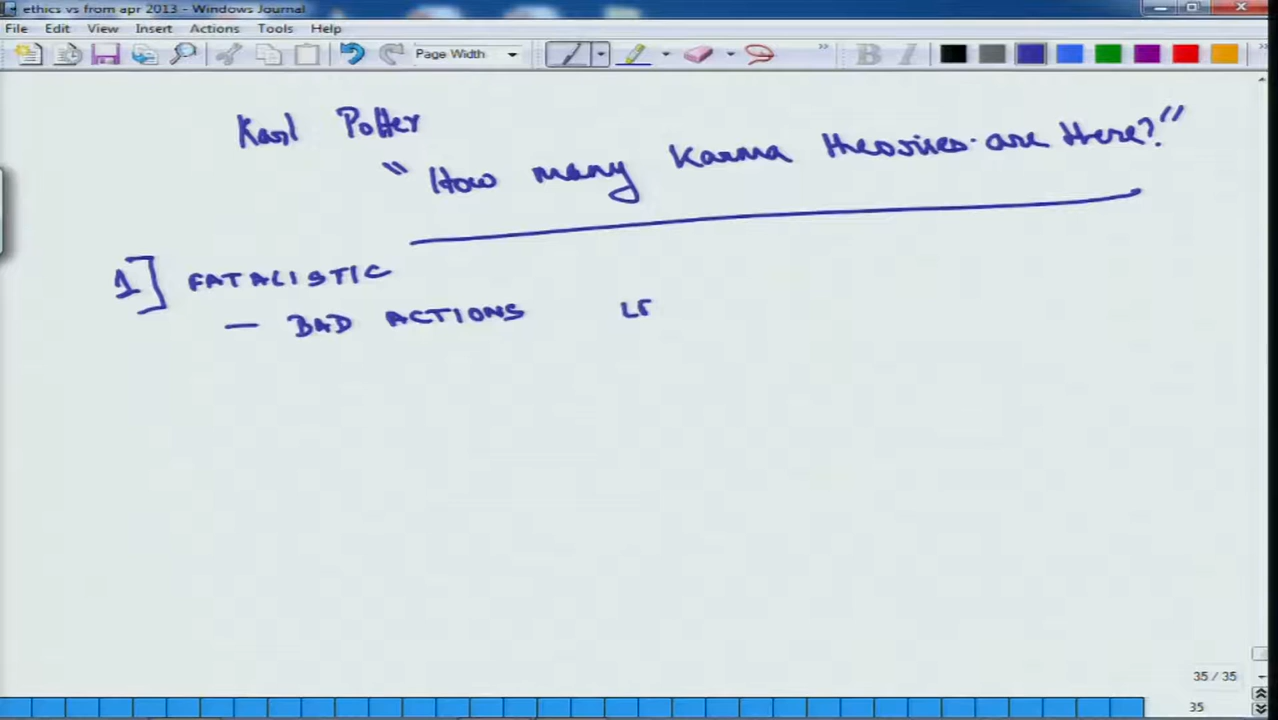 ethics vs from apr 2013 - Windows Journal
File Edit View Insert Actions Tools Help
Page Width B I
Karl Potter
"How many Karma theories are there?"
1] FATALISTIC
- BAD ACTIONS
35 / 35
35